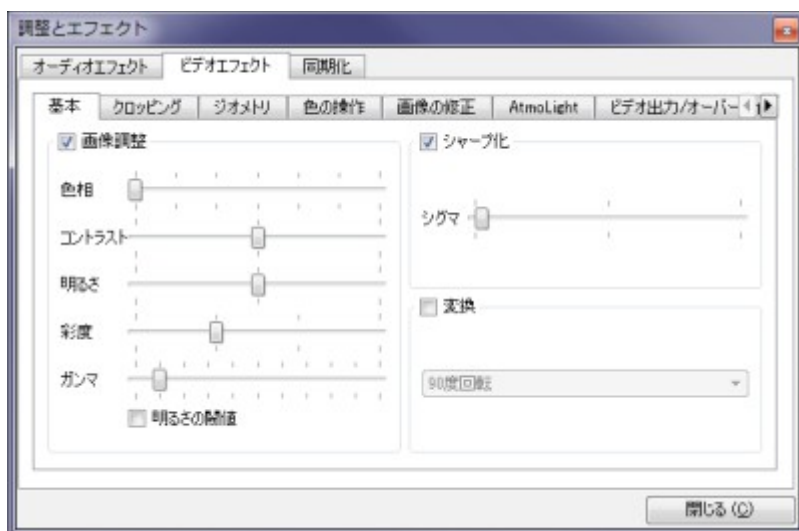 調整とエフェクト
オーディオエフェクト ビデオエフェクト 同期化
基本 クロッピング ジオメトリ 色の操作 画像の修正 AtmoLight ビデオ出力/オーバー
画像調整
色相
コントラスト
明るさ
彩度
ガンマ
明るさの閾値
シャープ化
シグマ
変換
90度回転
閉じる (C)